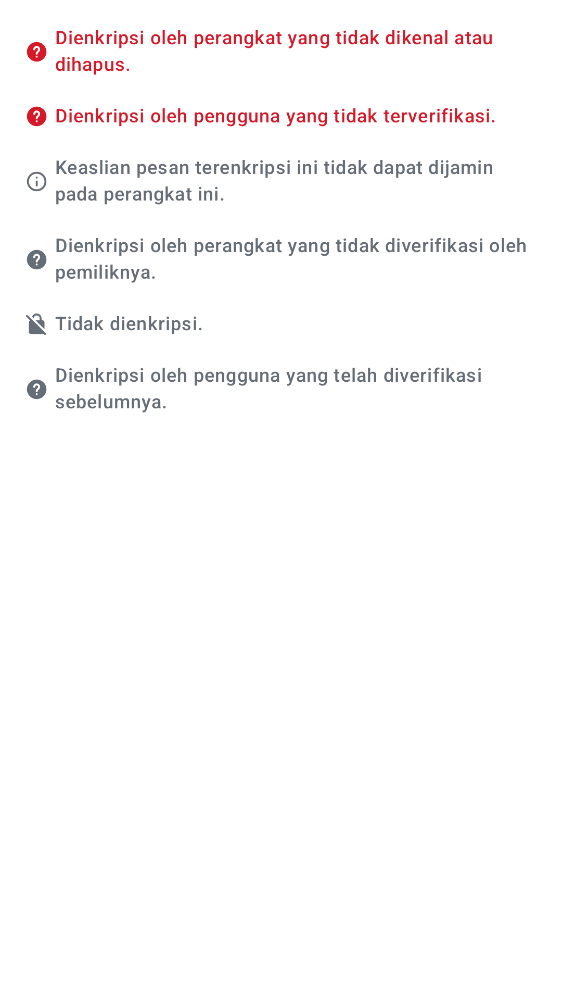 Dienkripsi oleh perangkat yang tidak dikenal atau
dihapus.
Dienkripsi oleh pengguna yang tidak terverifikasi.
Keaslian pesan terenkripsi ini tidak dapat dijamin
pada perangkat ini.
Dienkripsi oleh perangkat yang tidak diverifikasi oleh
pemiliknya.
Tidak dienkripsi.
Dienkripsi oleh pengguna yang telah diverifikasi
sebelumnya.